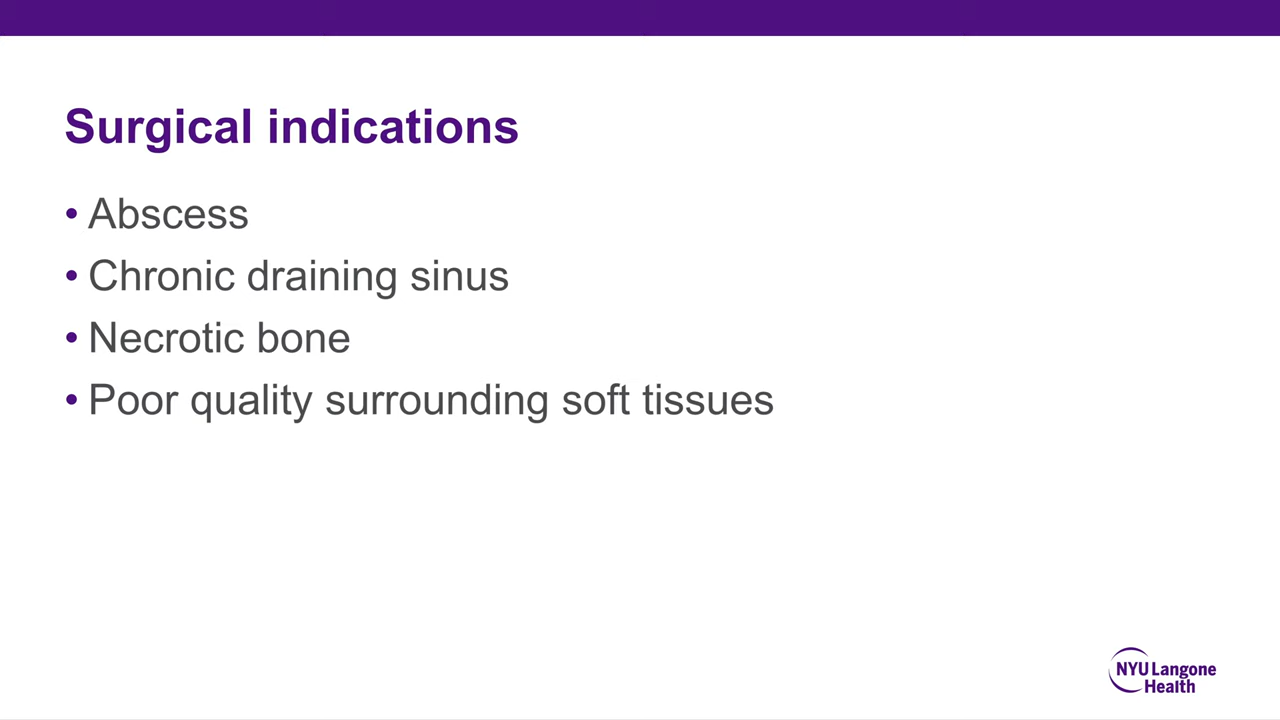 Surgical indications
• Abscess
• Chronic draining sinus
• Necrotic bone
• Poor quality surrounding soft tissues
NYU Langone
Health